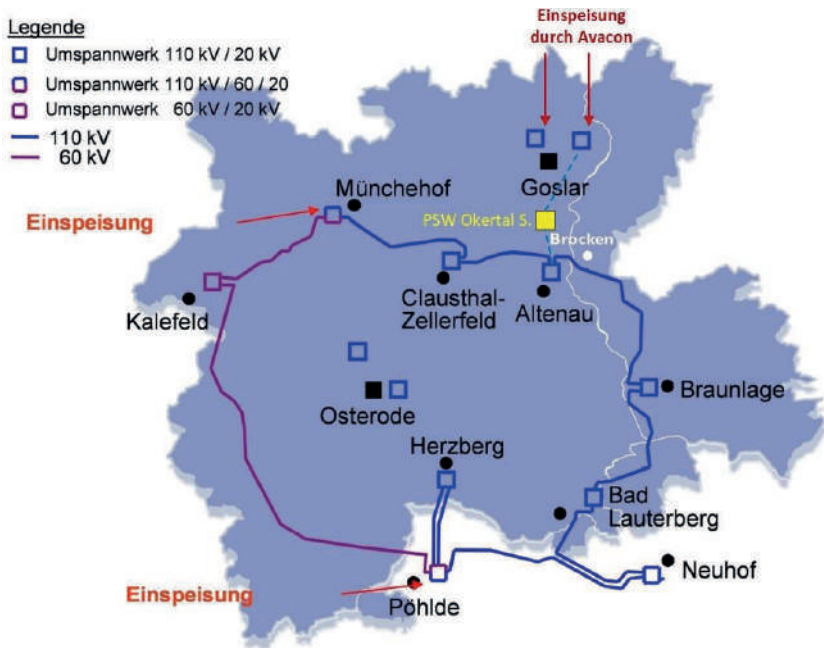 Legende
Umspannwerk 110 kV / 20 kV
Umspannwerk 110 kV / 60 / 20
Umspannwerk 60 kV / 20 kV
110 kV
60 kV
Einspeisung
durch Avacon
Goslar
Münchehof
Einspeisung
PSW Okertal S.
Brocken
Kalefeld
Clausthal-
Zellerfeld
Altenau
Braunlage
Osterode
Herzberg
Bad
Lauterberg
Neuhof
Einspeisung
Pöhlde